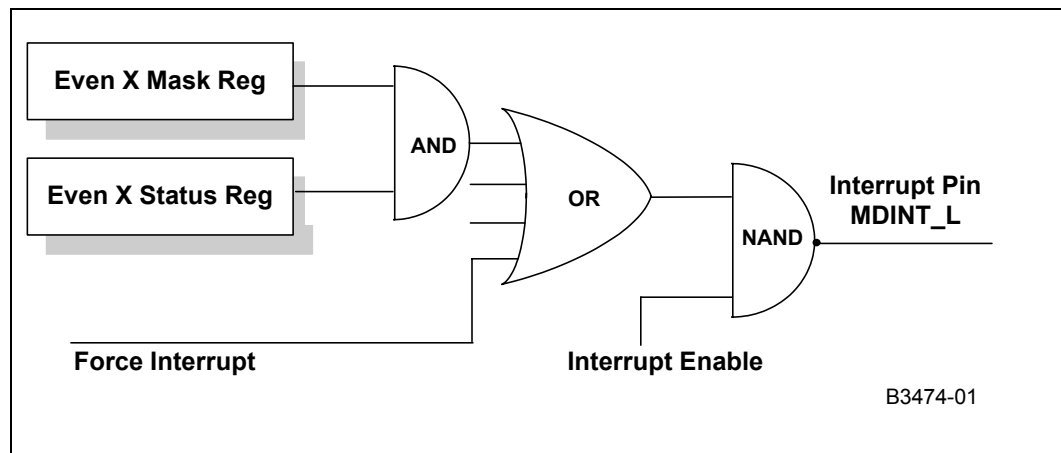 Even X Mask Reg
AND
Even X Status Reg
OR
NAND
Interrupt Pin
MDINT_L
Force Interrupt
Interrupt Enable
B3474-01